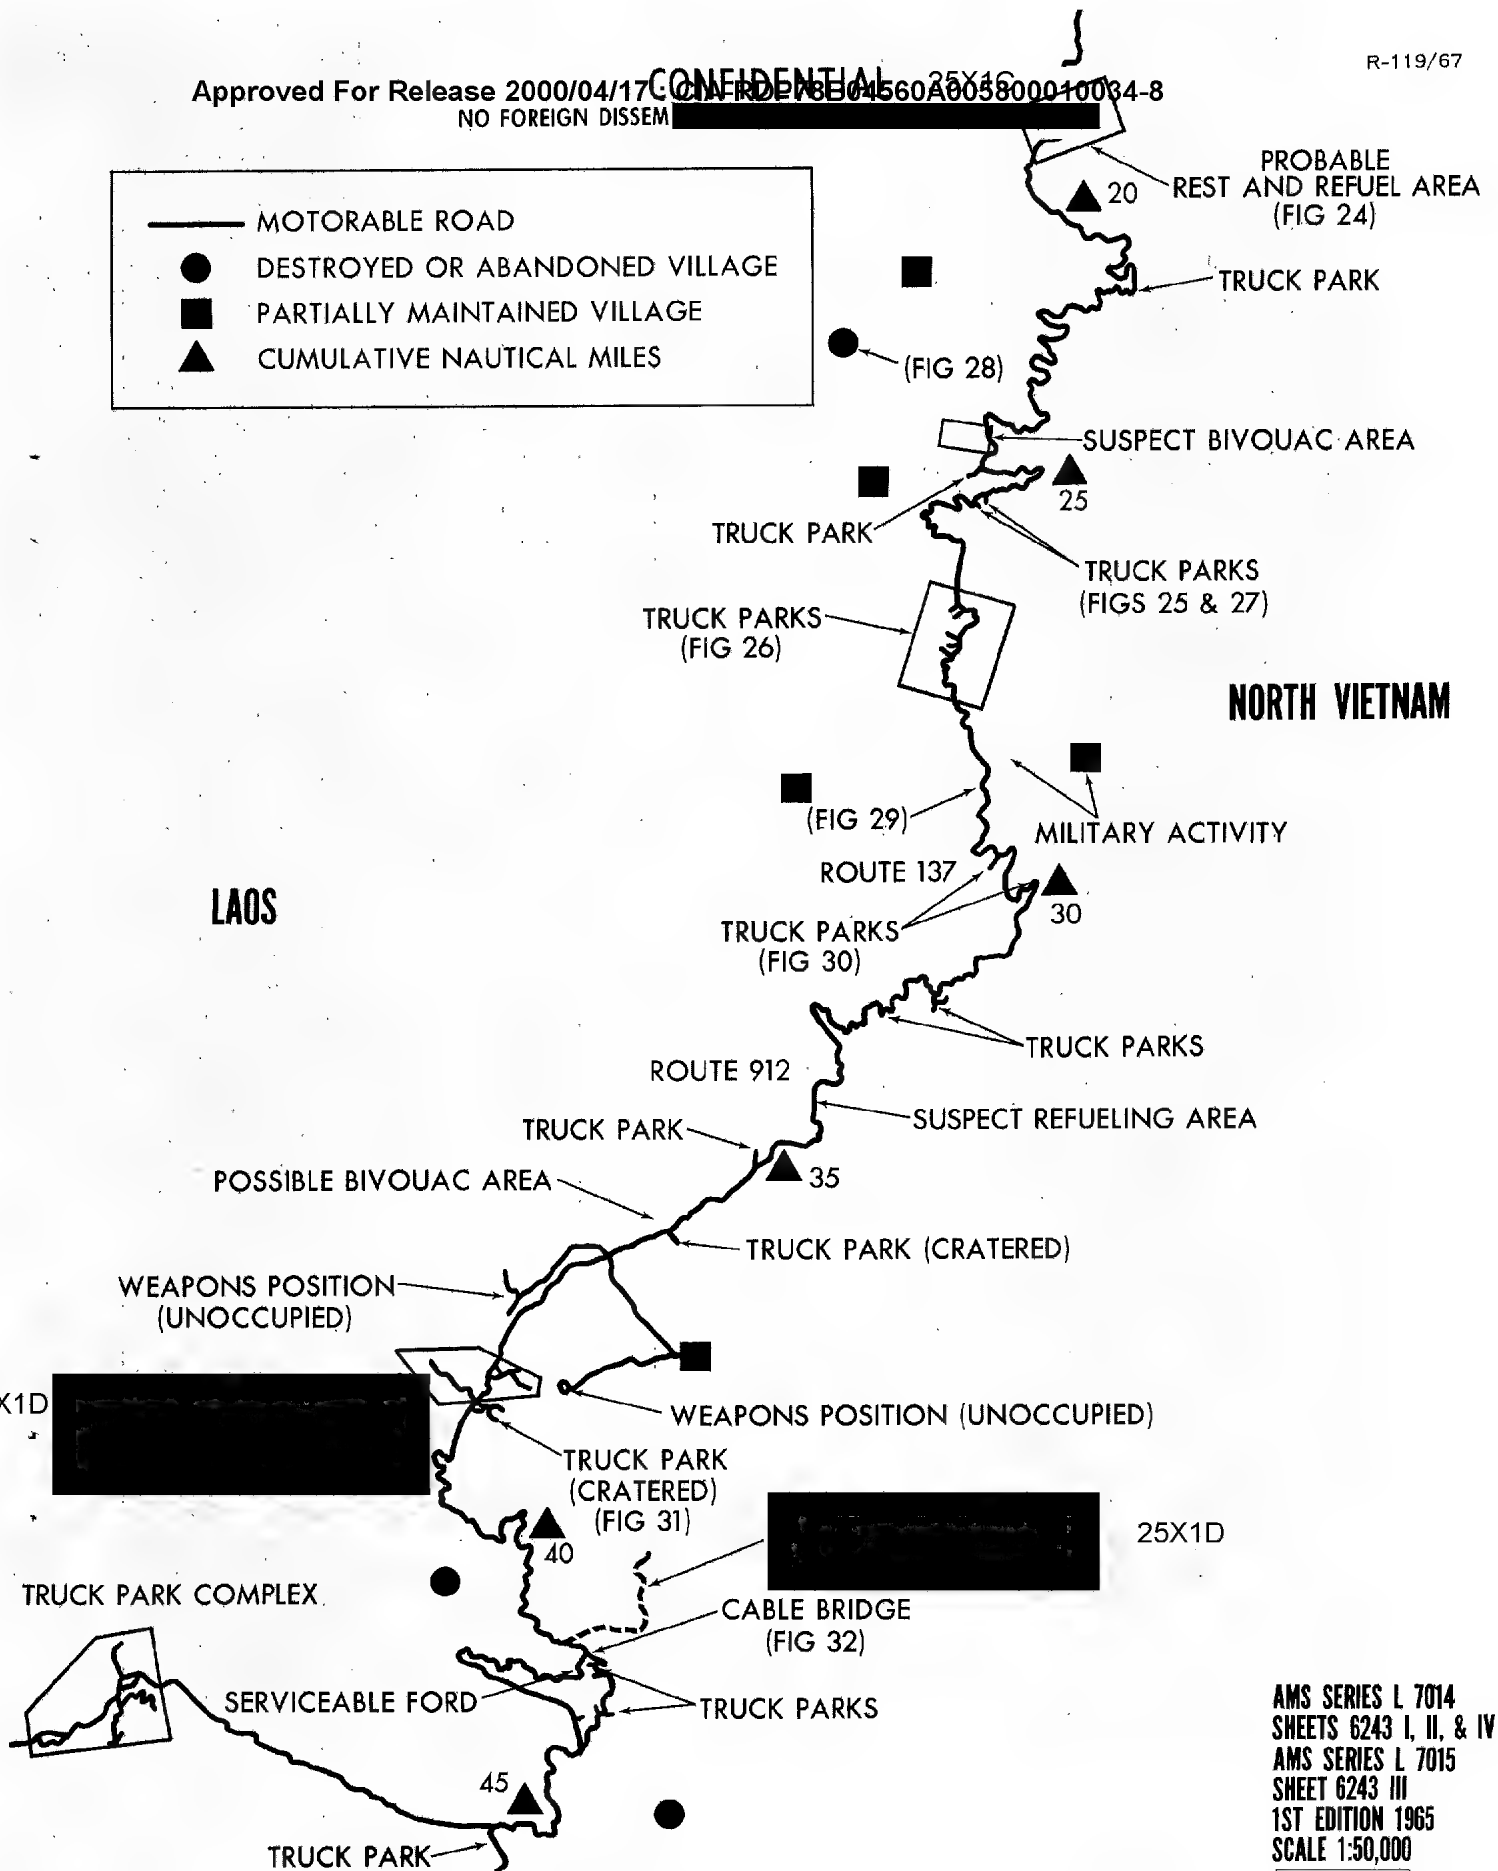 R-119/67
CONFIDENTIAL 25X1C
Approved For Release 2000/04/17 : CIA-RDP78B04560A005800010034-8
NO FOREIGN DISSEM
PROBABLE
REST AND REFUEL AREA
(FIG 24)
20
MOTORABLE ROAD
DESTROYED OR ABANDONED VILLAGE
PARTIALLY MAINTAINED VILLAGE
CUMULATIVE NAUTICAL MILES
TRUCK PARK
(FIG 28)
SUSPECT BIVOUAC AREA
25
TRUCK PARK
TRUCK PARKS
(FIGS 25 & 27)
TRUCK PARKS
(FIG 26)
NORTH VIETNAM
(FIG 29)
MILITARY ACTIVITY
ROUTE 137
LAOS
30
TRUCK PARKS
(FIG 30)
TRUCK PARKS
ROUTE 912
SUSPECT REFUELING AREA
TRUCK PARK
35
POSSIBLE BIVOUAC AREA
TRUCK PARK (CRATERED)
WEAPONS POSITION
(UNOCCUPIED)
X1D
WEAPONS POSITION (UNOCCUPIED)
TRUCK PARK
(CRATERED)
(FIG 31)
25X1D
40
TRUCK PARK COMPLEX
CABLE BRIDGE
(FIG 32)
SERVICEABLE FORD
TRUCK PARKS
45
TRUCK PARK
AMS SERIES L 7014
SHEETS 6243 I, II, & IV
AMS SERIES L 7015
SHEET 6243 III
1ST EDITION 1965
SCALE 1:50,000